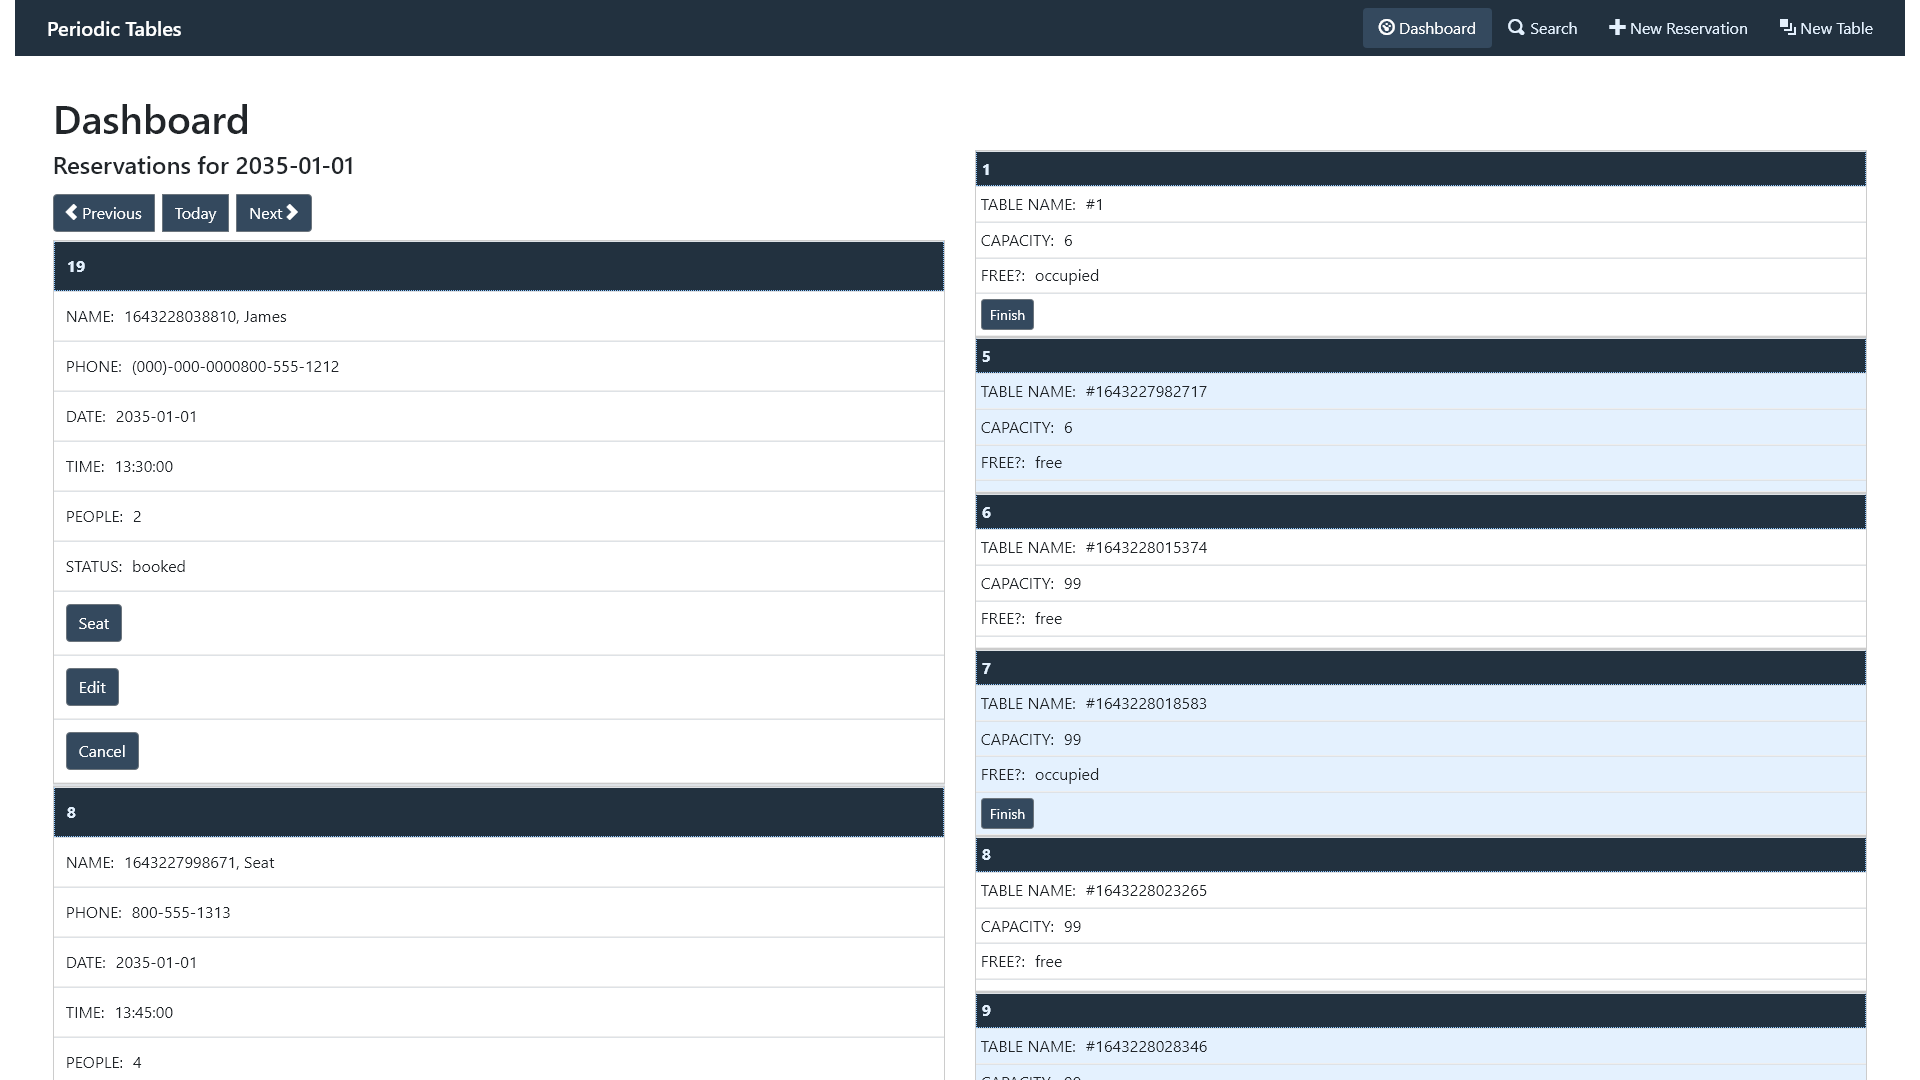 Periodic Tables
Dashboard
Search
New Reservation
New Table
Dashboard
Reservations for 2035-01-01
Previous
Today
Next
19
NAME: 1643228038810, James
PHONE: (000)-000-0000800-555-1212
DATE: 2035-01-01
TIME: 13:30:00
PEOPLE: 2
STATUS: booked
Seat
Edit
Cancel
8
NAME: 1643227998671, Seat
PHONE: 800-555-1313
DATE: 2035-01-01
TIME: 13:45:00
PEOPLE: 4
1
TABLE NAME: #1
CAPACITY: 6
FREE?: occupied
Finish
5
TABLE NAME: #1643227982717
CAPACITY: 6
FREE?: free
6
TABLE NAME: #1643228015374
CAPACITY: 99
FREE?: free
7
TABLE NAME: #1643228018583
CAPACITY: 99
FREE?: occupied
Finish
8
TABLE NAME: #1643228023265
CAPACITY: 99
FREE?: free
9
TABLE NAME: #1643228028346